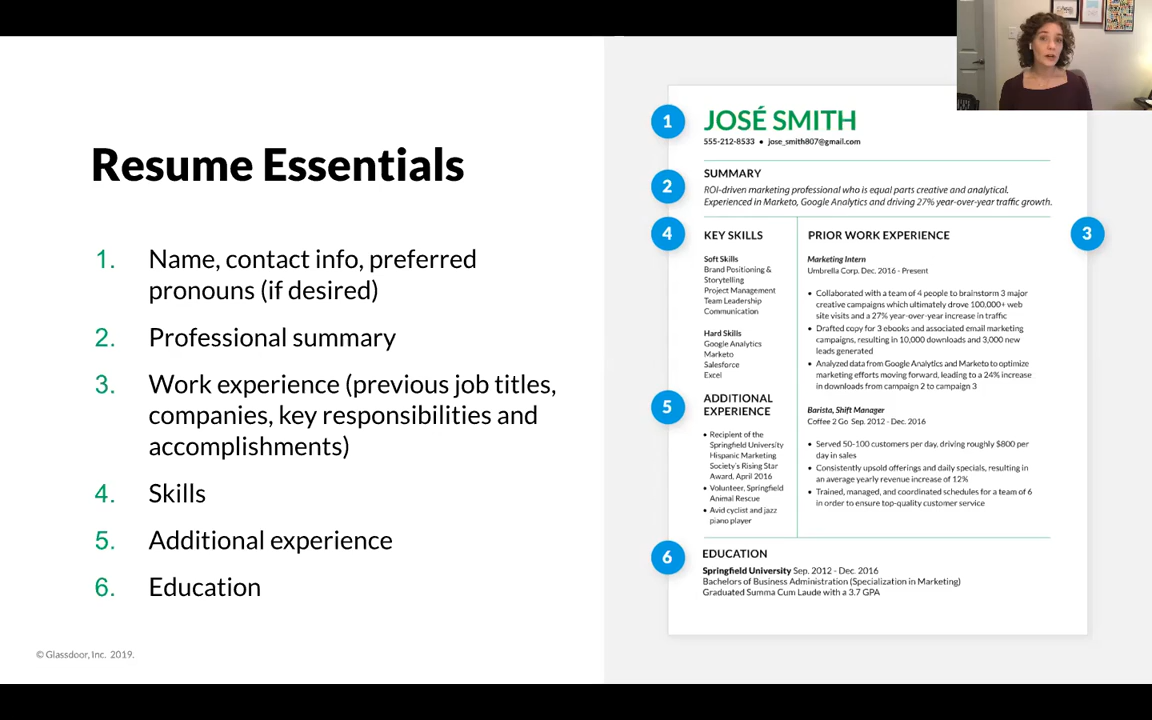 Resume Essentials
1. Name, contact info, preferred
pronouns (if desired)
2. Professional summary
3. Work experience (previous job titles,
companies, key responsibilities and
accomplishments)
4. Skills
5. Additional experience
6. Education
© Glassdoor, Inc. 2019.
1
JOSÉ SMITH
555-212-8533 • jose_smith807@gmail.com
2
SUMMARY
ROI-driven marketing professional who is equal parts creative and analytical.
Experienced in Marketo, Google Analytics and driving 27% year-over-year traffic growth.
4
KEY SKILLS
Soft Skills
Brand Positioning &
Storytelling
Project Management
Team Leadership
Communication
Hard Skills
Google Analytics
Marketo
Salesforce
Excel
5
ADDITIONAL
EXPERIENCE
• Recipient of the
Springfield University
Hispanic Marketing
Society's Rising Star
Award, April 2016
• Volunteer, Springfield
Animal Rescue
• Avid cyclist and jazz
piano player
3
PRIOR WORK EXPERIENCE
Marketing Intern
Umbrella Corp. Dec. 2016 - Present
• Collaborated with a team of 4 people to brainstorm 3 major
creative campaigns which ultimately drove 100,000+ web
site visits and a 27% year-over-year increase in traffic
• Drafted copy for 3 ebooks and associated email marketing
campaigns, resulting in 10,000 downloads and 3,000 new
leads generated
• Analyzed data from Google Analytics and Marketo to optimize
marketing efforts moving forward, leading to a 24% increase
in downloads from campaign 2 to campaign 3
Barista, Shift Manager
Coffee 2 Go Sep. 2012 - Dec. 2016
• Served 50-100 customers per day, driving roughly $800 per
day in sales
• Consistently upsold offerings and daily specials, resulting in
an average yearly revenue increase of 12%
• Trained, managed, and coordinated schedules for a team of 6
in order to ensure top-quality customer service
6
EDUCATION
Springfield University Sep. 2012 - Dec. 2016
Bachelors of Business Administration (Specialization in Marketing)
Graduated Summa Cum Laude with a 3.7 GPA